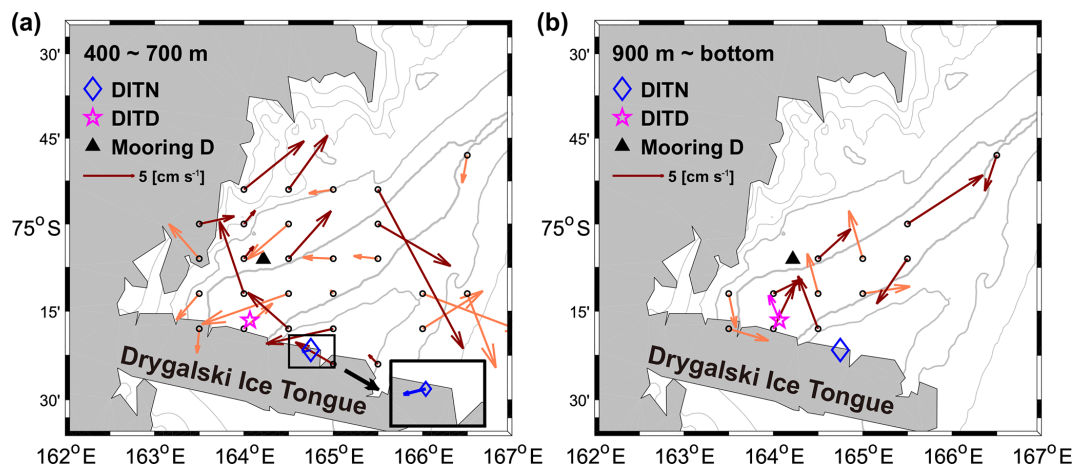 (a)
400 ~ 700 m
DITN
DITD
Mooring D
5 [cm s⁻¹]
Drygalski Ice Tongue
30'
45'
75°S
15'
30'
162°E
163°E
164°E
165°E
166°E
167°E
(b)
900 m ~ bottom
DITN
DITD
Mooring D
5 [cm s⁻¹]
Drygalski Ice Tongue
30'
45'
75°S
15'
30'
162°E
163°E
164°E
165°E
166°E
167°E